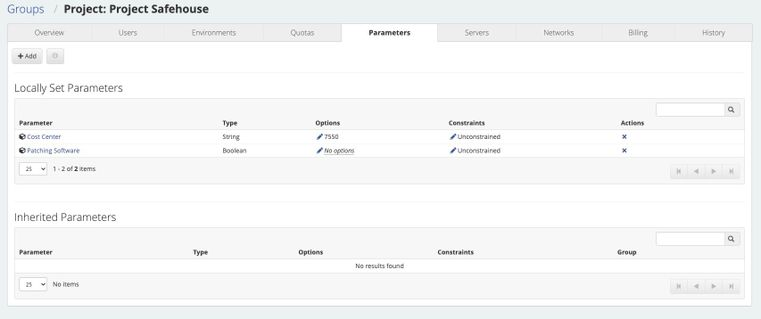 Groups / Project: Project Safehouse
Overview Users Environments Quotas Parameters Servers Networks Billing History
+ Add
Locally Set Parameters
Parameter Type Options Constraints Actions
Cost Center String 7550 Unconstrained
Patching Software Boolean No options Unconstrained
25 1 - 2 of 2 items
Inherited Parameters
Parameter Type Options Constraints Group
No results found
25 No items